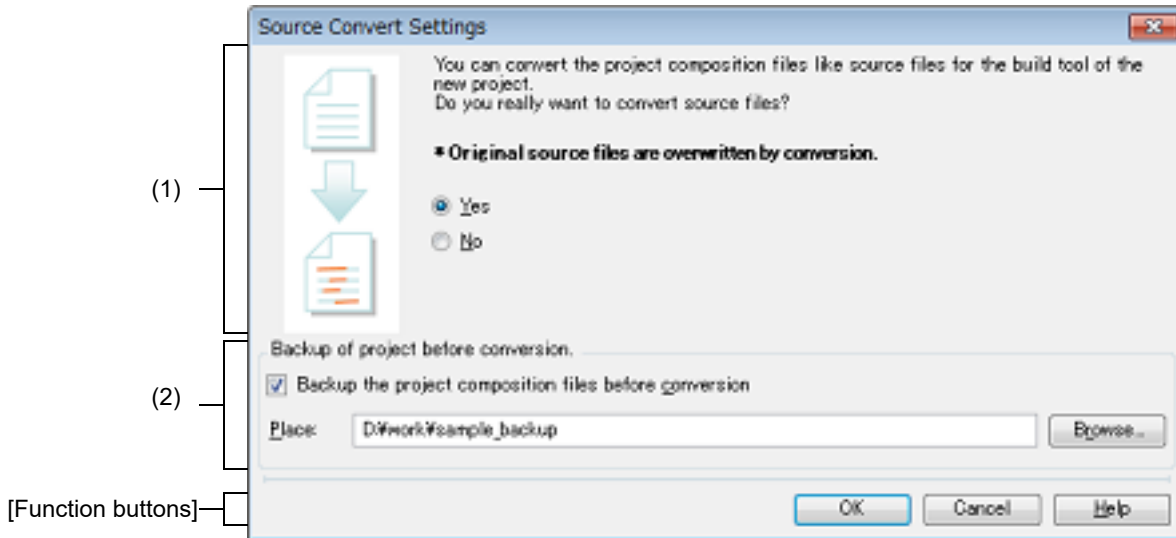 Source Convert Settings
You can convert the project composition files like source files for the build tool of the
new project.
Do you really want to convert source files?
* Original source files are overwritten by conversion.
(1)
Yes
No
Backup of project before conversion.
(2)
Backup the project composition files before conversion
Place: D:¥work¥sample_backup Browse...
[Function buttons]
OK Cancel Help